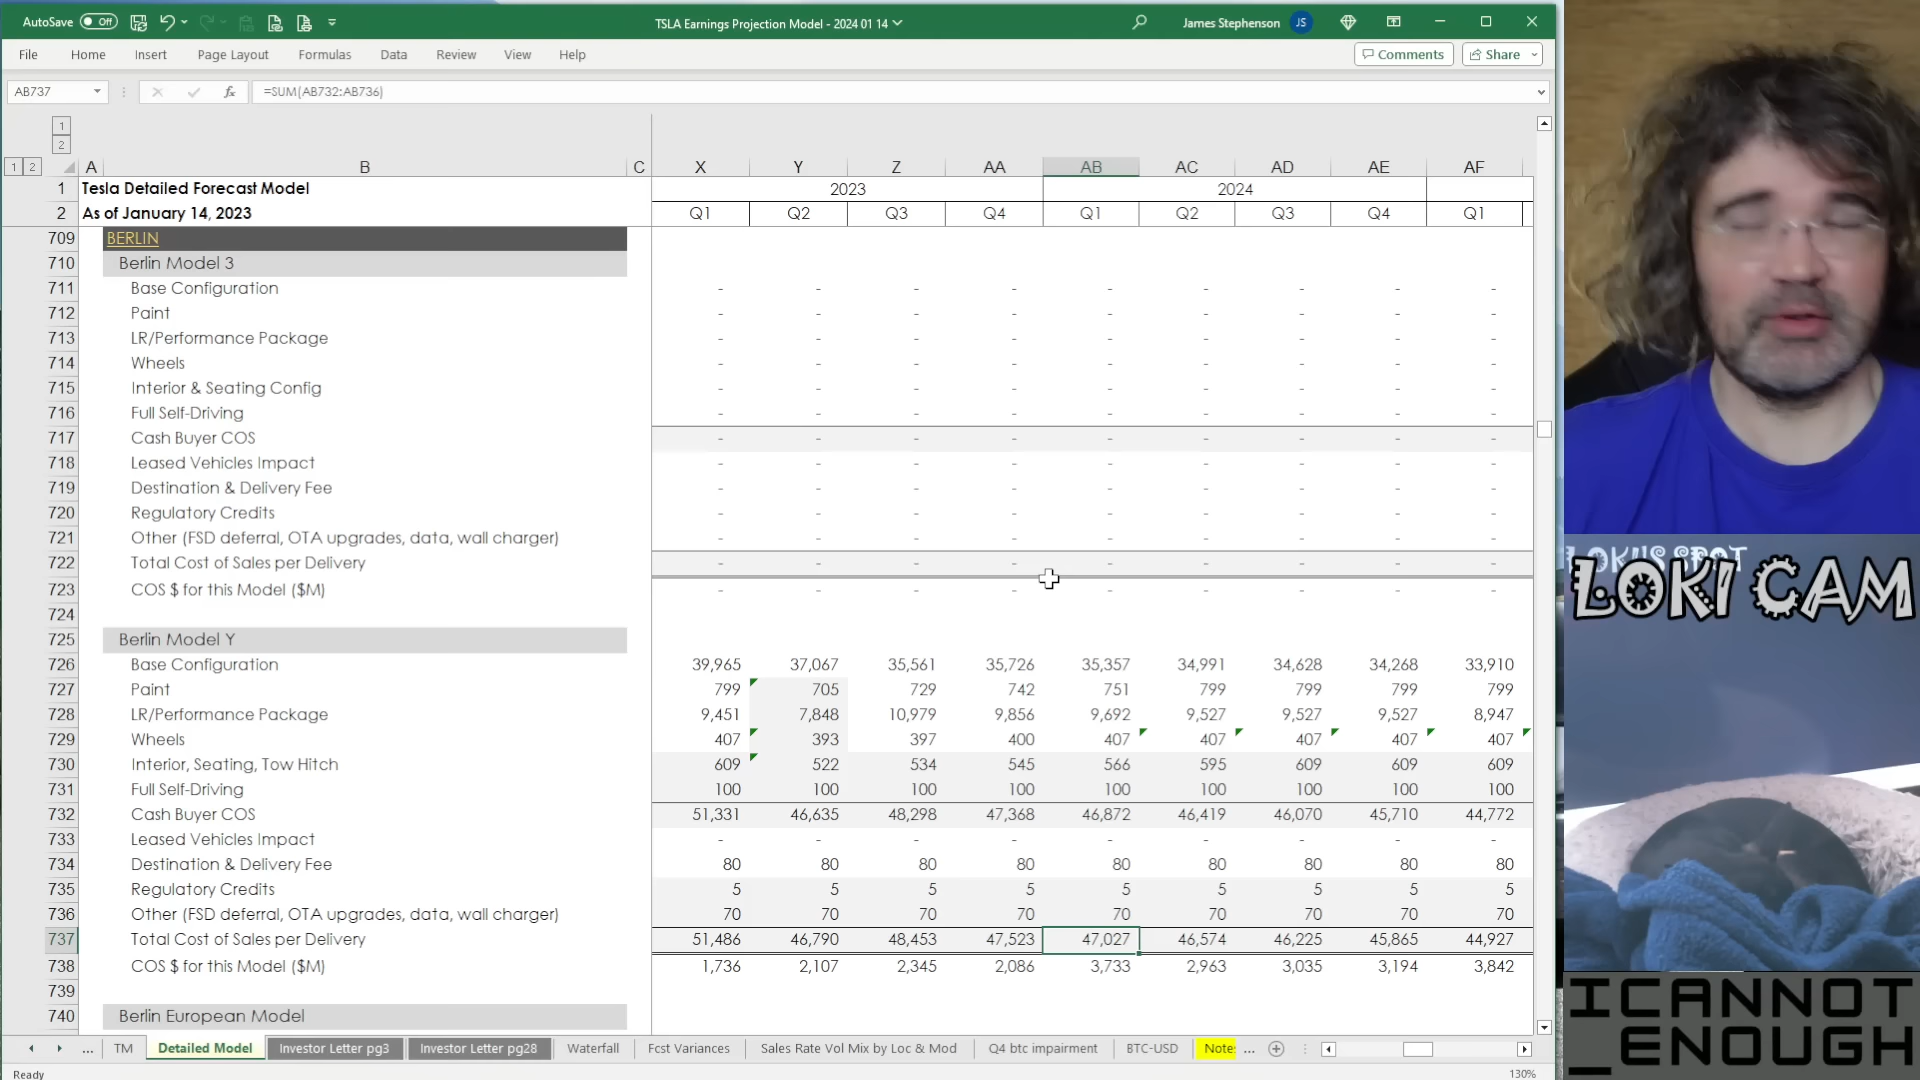 AutoSave Off
TSLA Earnings Projection Model - 2024 01 14
James Stephenson JS
File Home Insert Page Layout Formulas Data Review View Help
Comments Share
AB737 fx =SUM(AB732:AB736)
1
2
1 2 A B C X Y Z AA AB AC AD AE AF
1 Tesla Detailed Forecast Model 2023 2024
2 As of January 14, 2023 Q1 Q2 Q3 Q4 Q1 Q2 Q3 Q4 Q1
709 BERLIN
710 Berlin Model 3
711 Base Configuration - - - - - - - - -
712 Paint - - - - - - - - -
713 LR/Performance Package - - - - - - - - -
714 Wheels - - - - - - - - -
715 Interior & Seating Config - - - - - - - - -
716 Full Self-Driving - - - - - - - - -
717 Cash Buyer COS - - - - - - - - -
718 Leased Vehicles Impact - - - - - - - - -
719 Destination & Delivery Fee - - - - - - - - -
720 Regulatory Credits - - - - - - - - -
721 Other (FSD deferral, OTA upgrades, data, wall charger) - - - - - - - - -
722 Total Cost of Sales per Delivery - - - - - - - - -
723 COS $ for this Model ($M) - - - - - - - - -
724
725 Berlin Model Y
726 Base Configuration 39,965 37,067 35,561 35,726 35,357 34,991 34,628 34,268 33,910
727 Paint 799 705 729 742 751 799 799 799 799
728 LR/Performance Package 9,451 7,848 10,979 9,856 9,692 9,527 9,527 9,527 8,947
729 Wheels 407 393 397 400 407 407 407 407 407
730 Interior, Seating, Tow Hitch 609 522 534 545 566 595 609 609 609
731 Full Self-Driving 100 100 100 100 100 100 100 100 100
732 Cash Buyer COS 51,331 46,635 48,298 47,368 46,872 46,419 46,070 45,710 44,772
733 Leased Vehicles Impact - - - - - - - - -
734 Destination & Delivery Fee 80 80 80 80 80 80 80 80 80
735 Regulatory Credits 5 5 5 5 5 5 5 5 5
736 Other (FSD deferral, OTA upgrades, data, wall charger) 70 70 70 70 70 70 70 70 70
737 Total Cost of Sales per Delivery 51,486 46,790 48,453 47,523 47,027 46,574 46,225 45,865 44,927
738 COS $ for this Model ($M) 1,736 2,107 2,345 2,086 3,733 2,963 3,035 3,194 3,842
739
740 Berlin European Model
... TM Detailed Model Investor Letter pg3 Investor Letter pg28 Waterfall Fcst Variances Sales Rate Vol Mix by Loc & Mod Q4 btc impairment BTC-USD Note: ...
Ready 130%
LOKI'S SPOT
LOKI CAM
ICANNOT
_ENOUGH